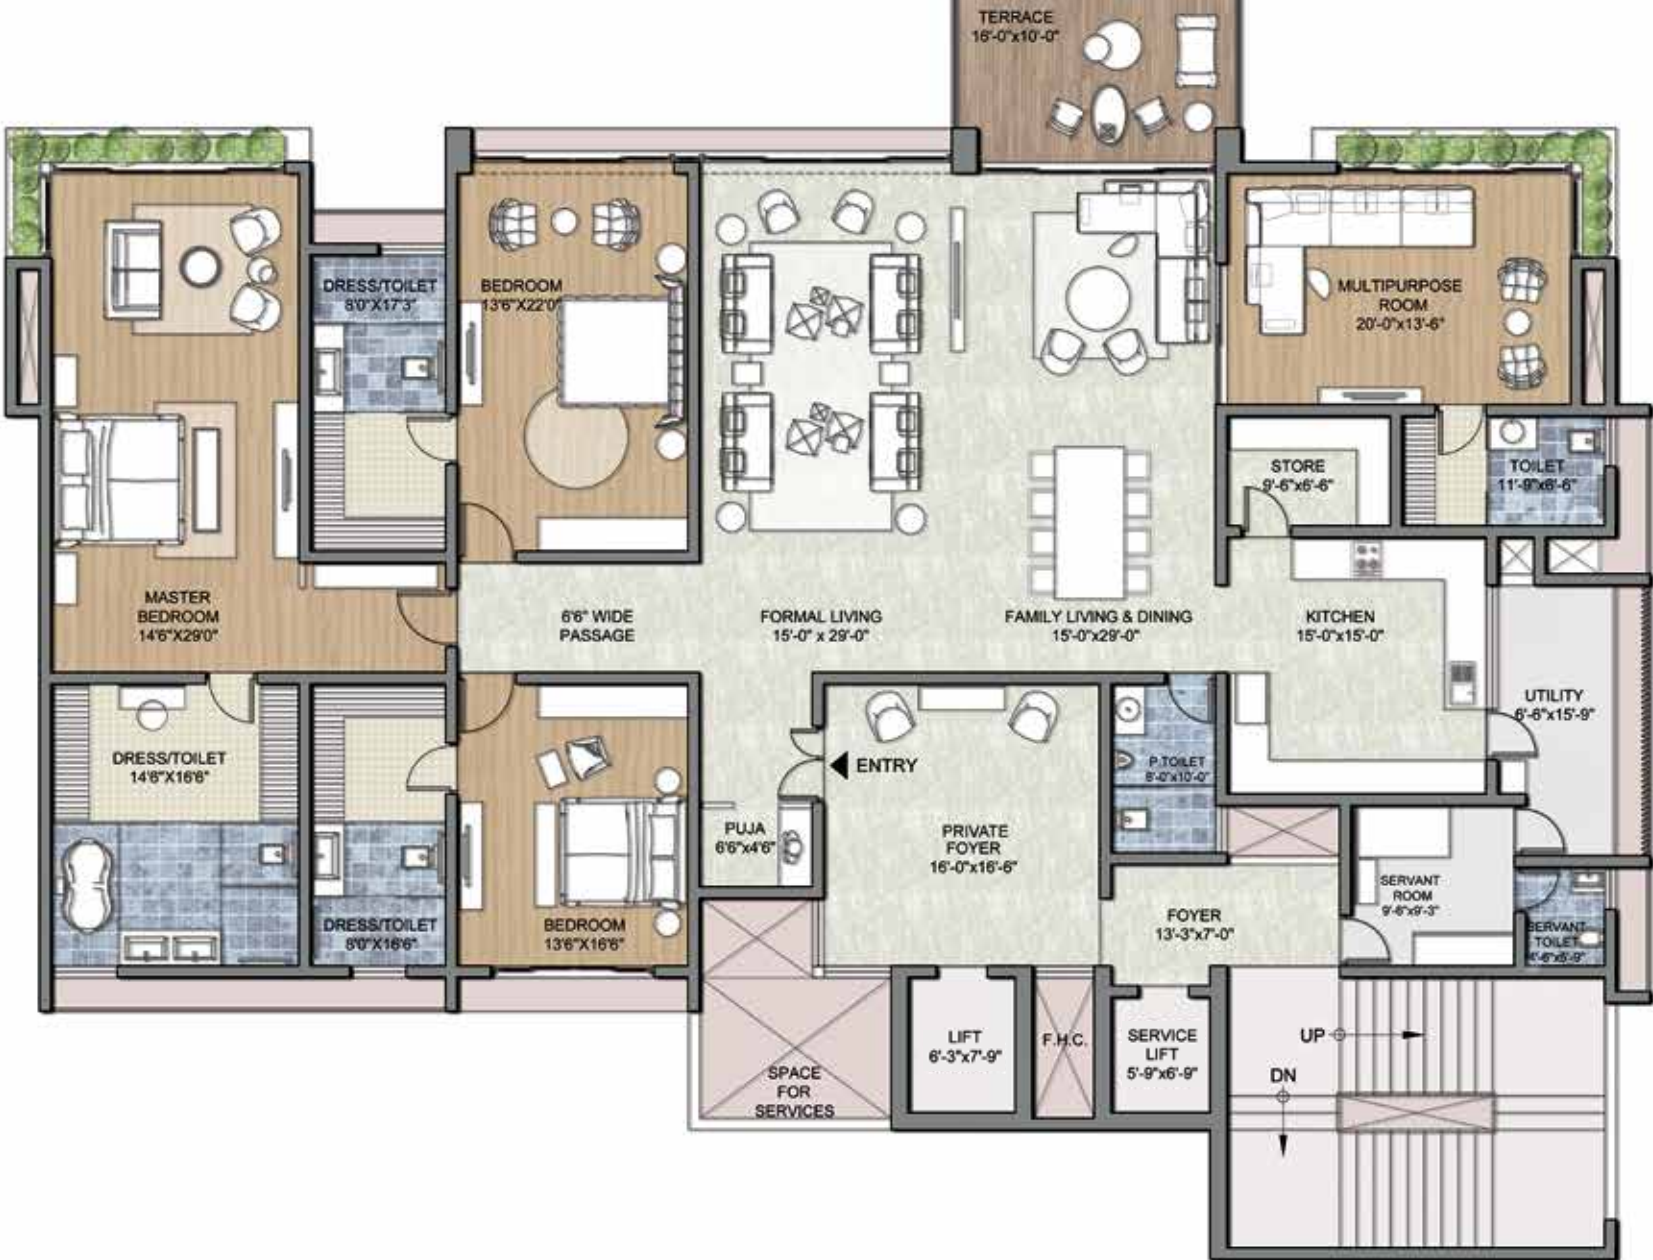 TERRACE
16'-0"x10'-0"
DRESS/TOILET
8'0"X17'3"
BEDROOM
13'6"X22'0"
MULTIPURPOSE
ROOM
20'-0"x13'-6"
STORE
9'-6"x6'-6"
TOILET
11'-9"x6'-6"
MASTER
BEDROOM
14'6"X29'0"
6'6" WIDE
PASSAGE
FORMAL LIVING
15'-0" x 29'-0"
FAMILY LIVING & DINING
15'-0"x29'-0"
KITCHEN
15'-0"x15'-0"
UTILITY
6'-6"x15'-9"
DRESS/TOILET
14'6"X16'6"
ENTRY
P.TOILET
6'-0"x10'-0"
PUJA
6'6"x4'6"
PRIVATE
FOYER
16'-0"x16'-6"
SERVANT
ROOM
9'-6"x9'-3"
DRESS/TOILET
8'0"X16'6"
BEDROOM
13'6"X16'6"
FOYER
13'-3"x7'-0"
SERVANT
TOILET
4'-6"x6'-9"
LIFT
6'-3"x7'-9"
F.H.C.
SERVICE
LIFT
5'-9"x6'-9"
UP
DN
SPACE
FOR
SERVICES